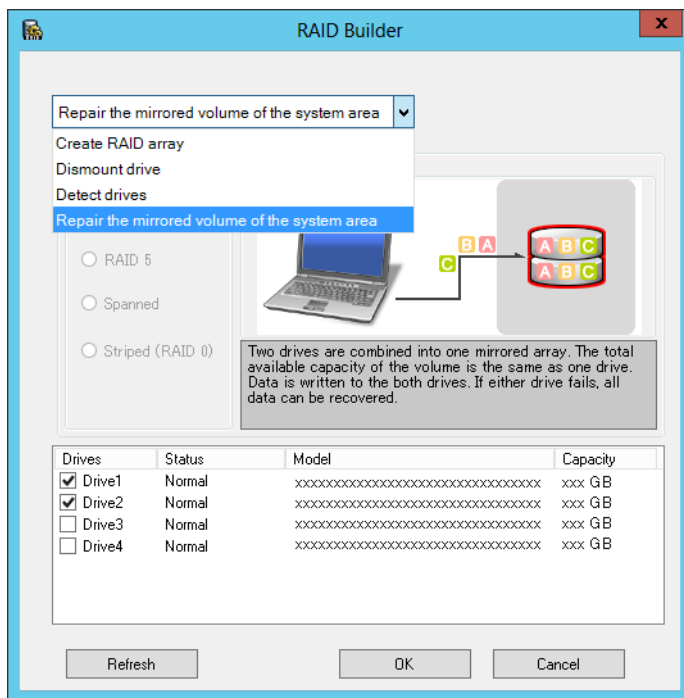 RAID Builder
x
Repair the mirrored volume of the system area
Create RAID array
Dismount drive
Detect drives
Repair the mirrored volume of the system area
RAID 5
Spanned
Striped (RAID 0)
B A
C
A B C
A B C
Two drives are combined into one mirrored array. The total
available capacity of the volume is the same as one drive.
Data is written to the both drives. If either drive fails, all
data can be recovered.
Drives Status Model Capacity
Drive1 Normal xxxxxxxxxxxxxxxxxxxxxxxxxxxxxxxx xxx GB
Drive2 Normal xxxxxxxxxxxxxxxxxxxxxxxxxxxxxxxx xxx GB
Drive3 Normal xxxxxxxxxxxxxxxxxxxxxxxxxxxxxxxx xxx GB
Drive4 Normal xxxxxxxxxxxxxxxxxxxxxxxxxxxxxxxx xxx GB
Refresh OK Cancel